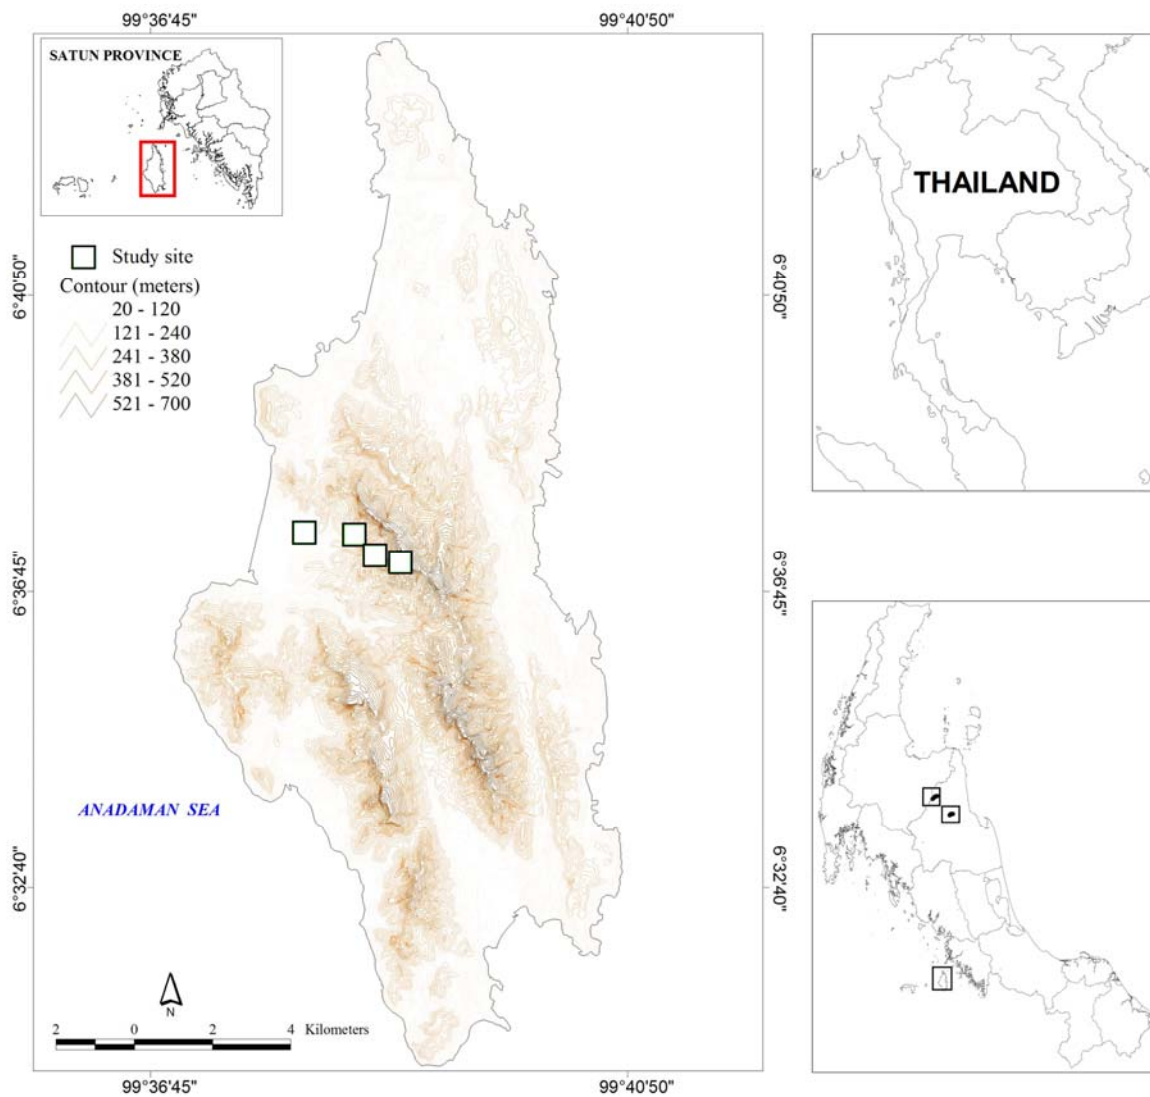 99°36'45"
99°40'50"
SATUN PROVINCE
THAILAND
Study site
Contour (meters)
20 - 120
121 - 240
241 - 380
381 - 520
521 - 700
6°40'50"
6°40'50"
6°36'45"
6°36'45"
ANADAMAN SEA
6°32'40"
6°32'40"
N
2 0 2 4 Kilometers
99°36'45"
99°40'50"